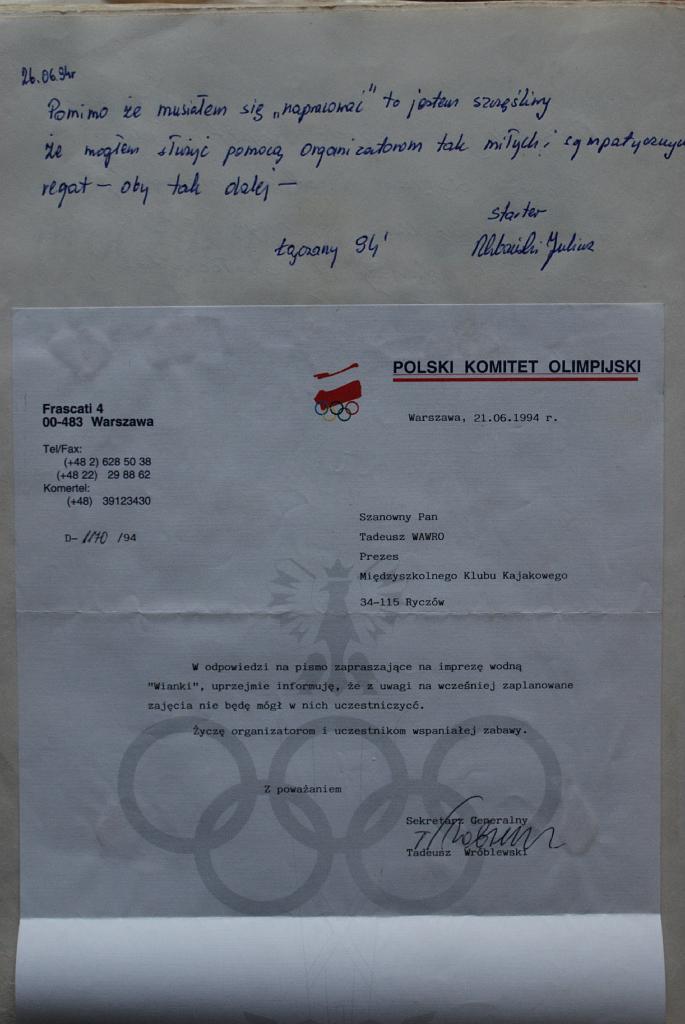 26.06.94r
Pomimo że musiałem się „napracować" to jestem szczęśliwy
że mogłem służyć pomocą organizatorom tak miłych i sympatycznych
regat — oby tak dalej —
starter
Łączany 94'
Juliusz
POLSKI KOMITET OLIMPIJSKI
Frascati 4
00-483 Warszawa
Warszawa, 21.06.1994 r.
Tel/Fax:
(+48 2) 628 50 38
(+48 22) 29 88 62
Komertel:
(+48) 39123430
D- 1170 /94
Szanowny Pan
Tadeusz WAWRO
Prezes
Międzyszkolnego Klubu Kajakowego
34-115 Ryczów
W odpowiedzi na pismo zapraszające na imprezę wodną
"Wianki", uprzejmie informuję, że z uwagi na wcześniej zaplanowane
zajęcia nie będę mógł w nich uczestniczyć.
Życzę organizatorom i uczestnikom wspaniałej zabawy.
Z poważaniem
Sekretarz Generalny
Tadeusz Wróblewski